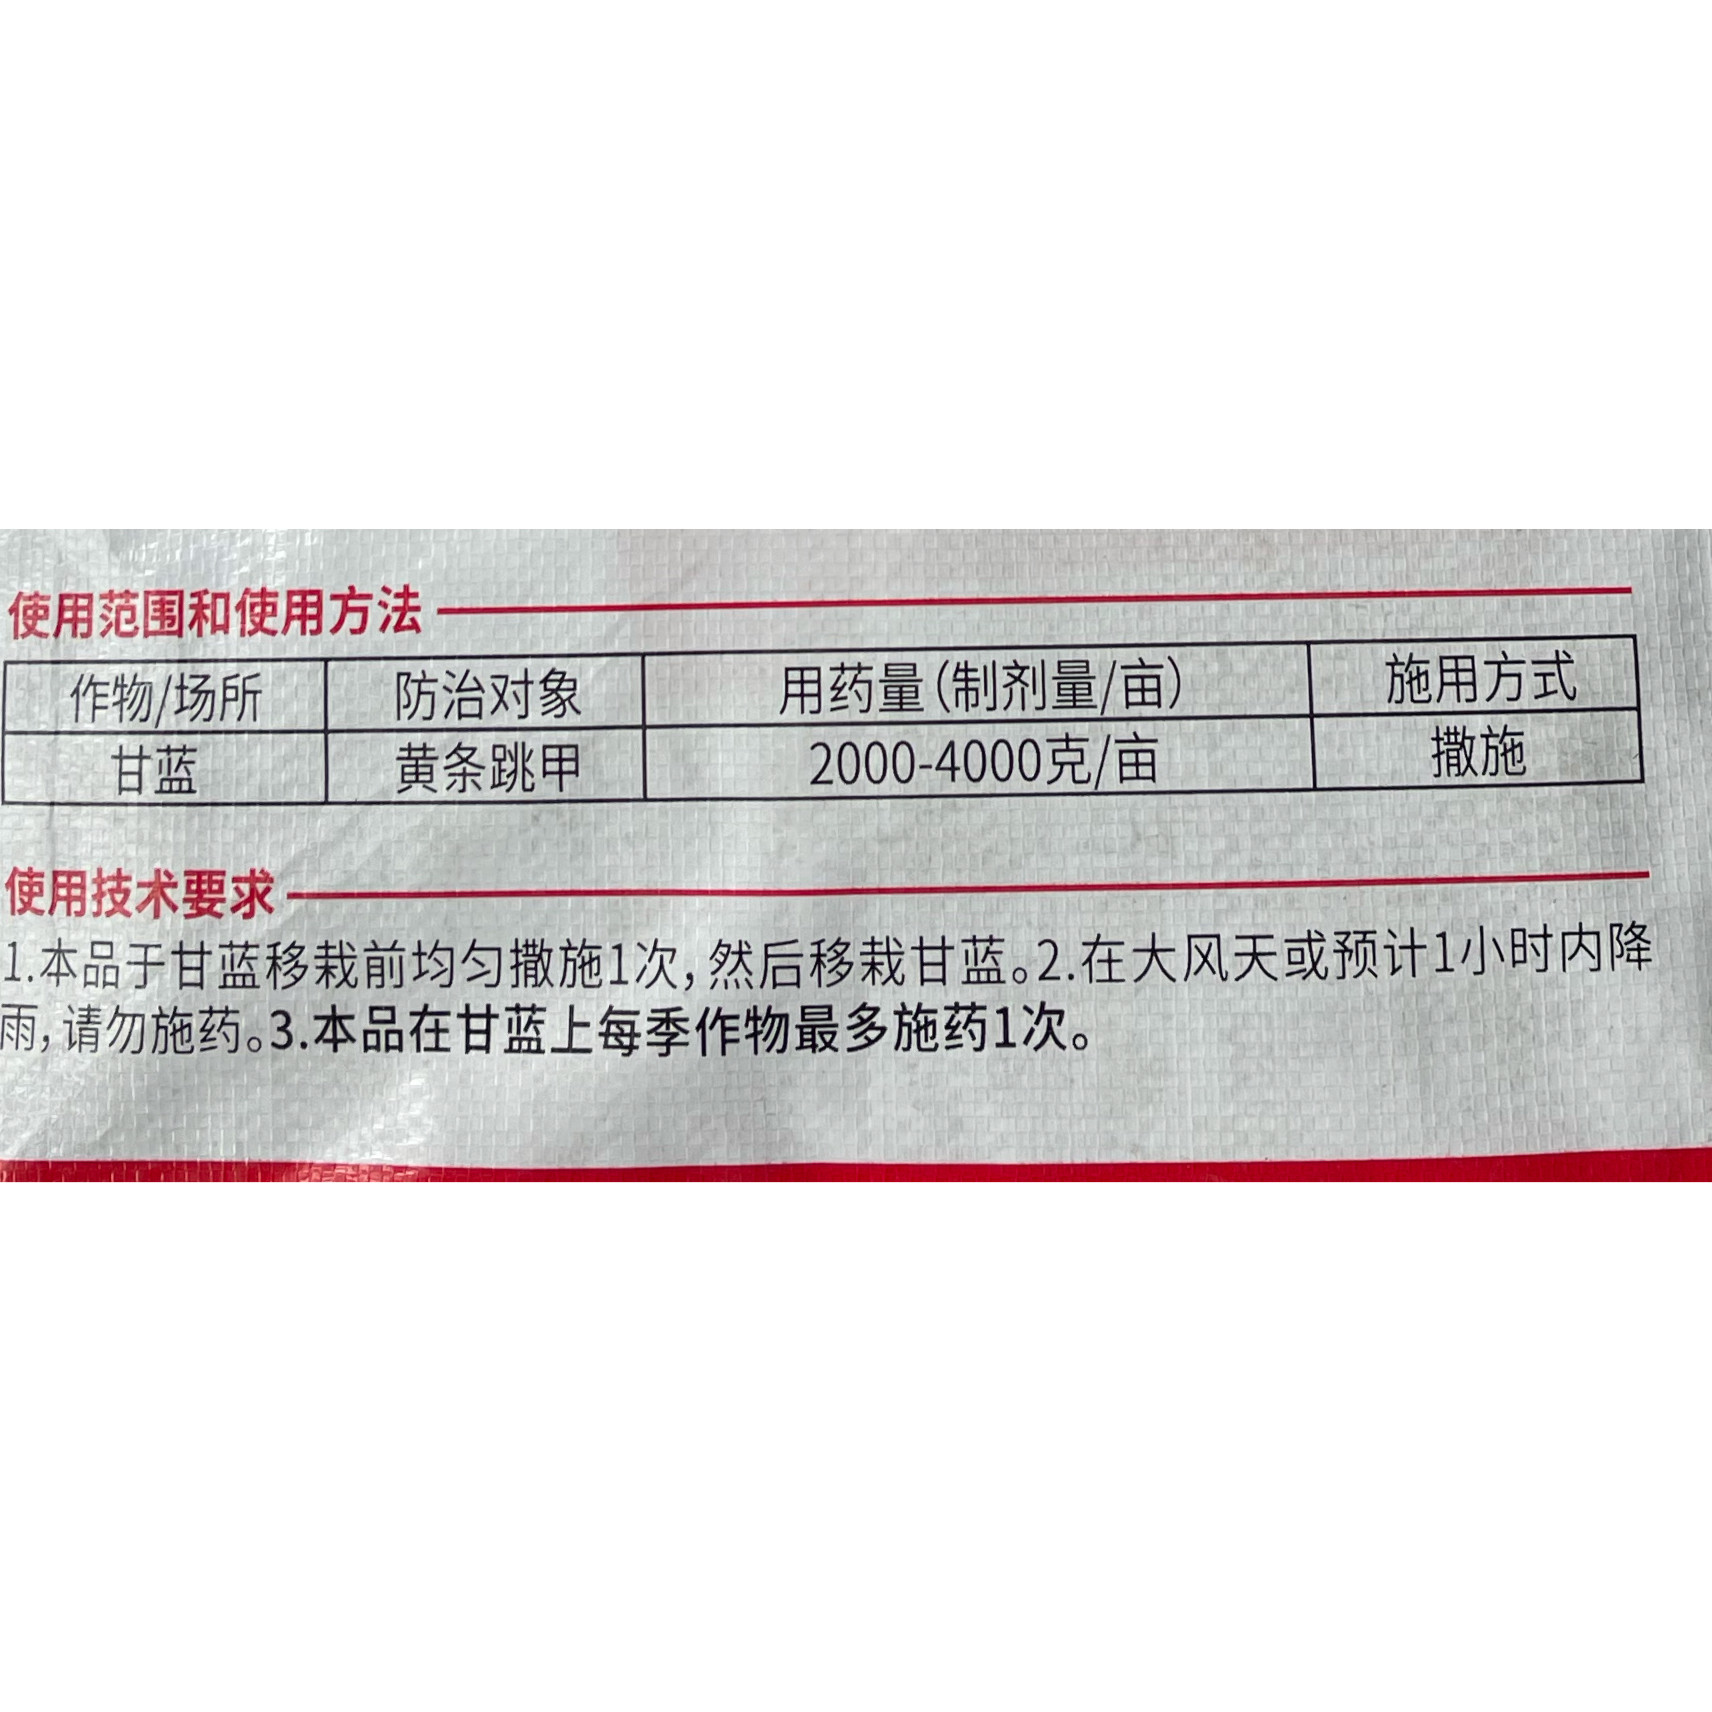 使用范围和使用方法
作物/场所 防治对象 用药量(制剂量/亩) 施用方式
甘蓝 黄条跳甲 2000-4000克/亩 撒施
使用技术要求
1.本品于甘蓝移栽前均匀撒施1次,然后移栽甘蓝。2.在大风天或预计1小时内降
雨,请勿施药。3.本品在甘蓝上每季作物最多施药1次。